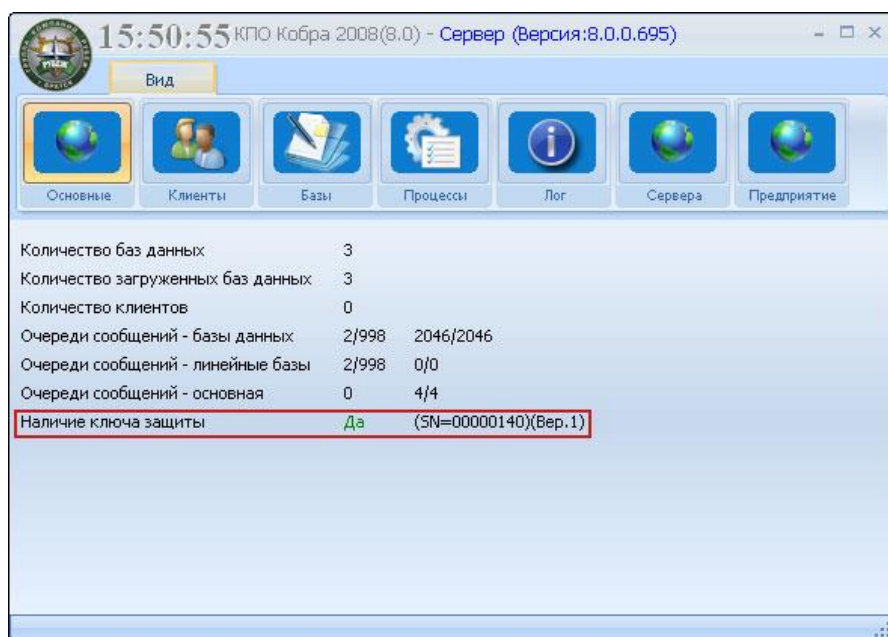 15:50:55 КПО Кобра 2008(8.0) - Сервер (Версия:8.0.0.695)
Вид
Основные Клиенты Базы Процессы Лог Сервера Предприятие
Количество баз данных 3
Количество загруженных баз данных 3
Количество клиентов 0
Очереди сообщений - базы данных 2/998 2046/2046
Очереди сообщений - линейные базы 2/998 0/0
Очереди сообщений - основная 0 4/4
Наличие ключа защиты Да (SN=00000140)(Вер.1)